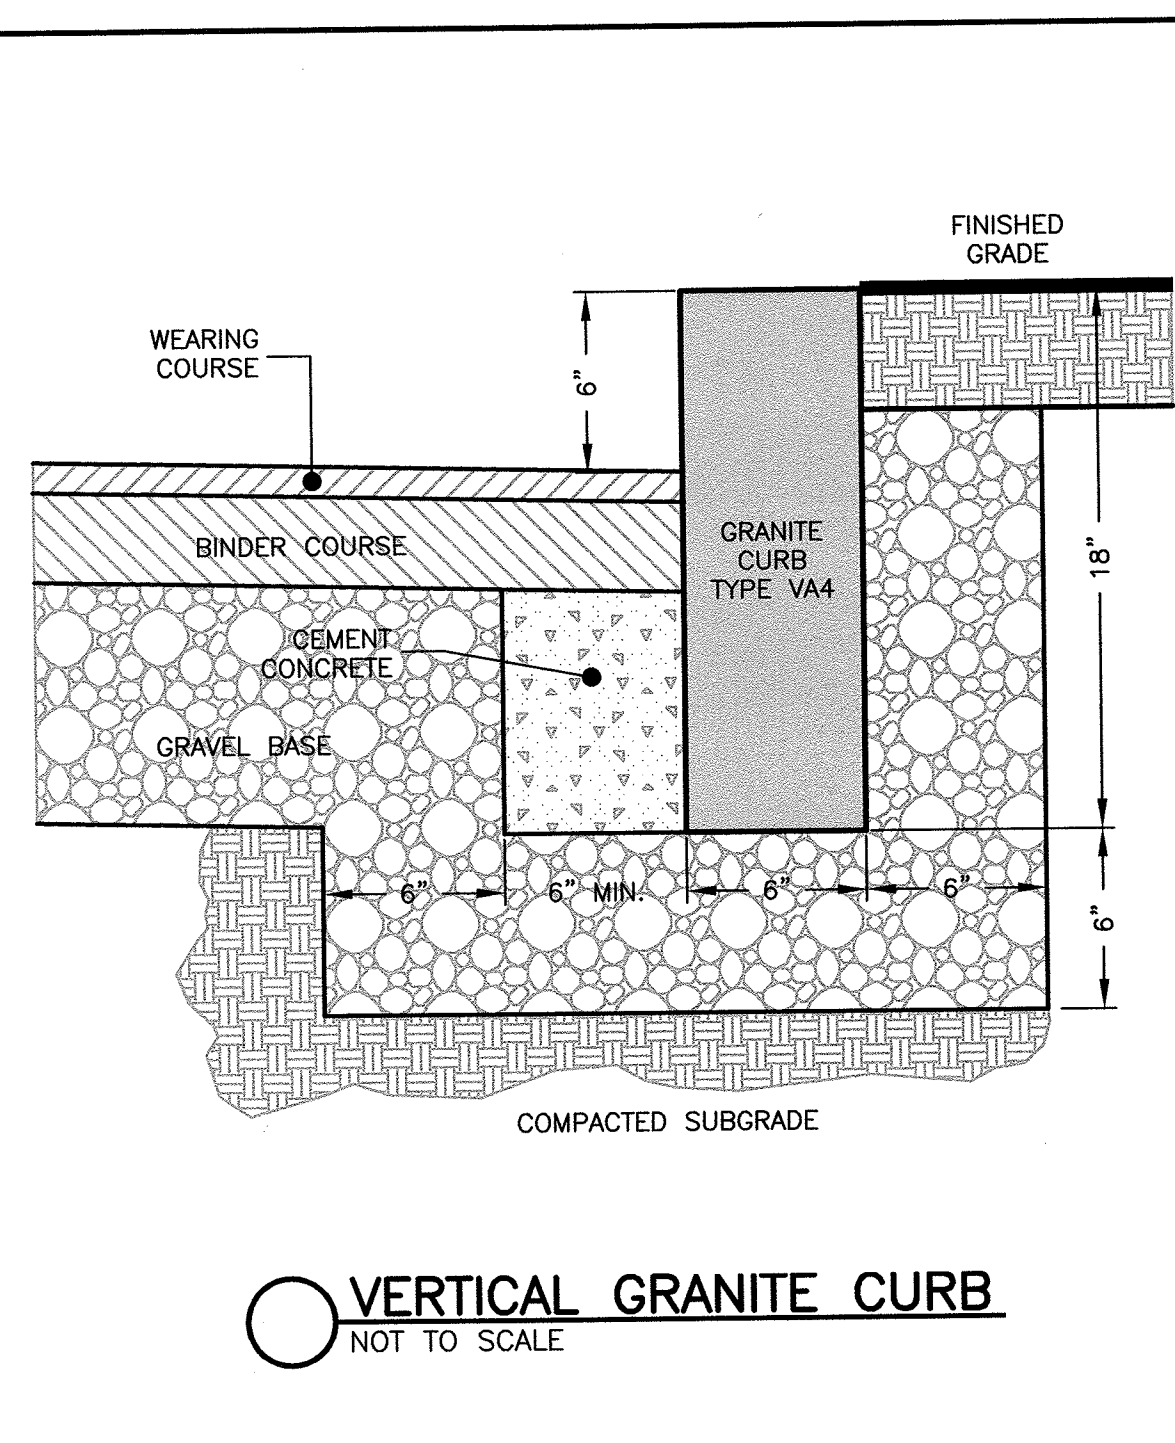 FINISHED
GRADE
WEARING
COURSE
6"
BINDER COURSE
GRANITE
CURB
TYPE VA4
18"
CEMENT
CONCRETE
GRAVEL BASE
6"
6" MIN.
6"
6"
6"
COMPACTED SUBGRADE
VERTICAL GRANITE CURB
NOT TO SCALE